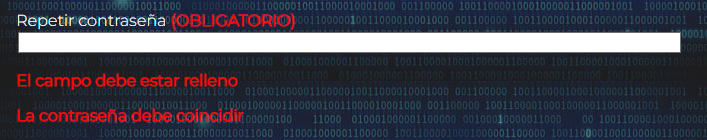 Repetir contraseña (OBLIGATORIO)
El campo debe estar relleno
La contraseña debe coincidir